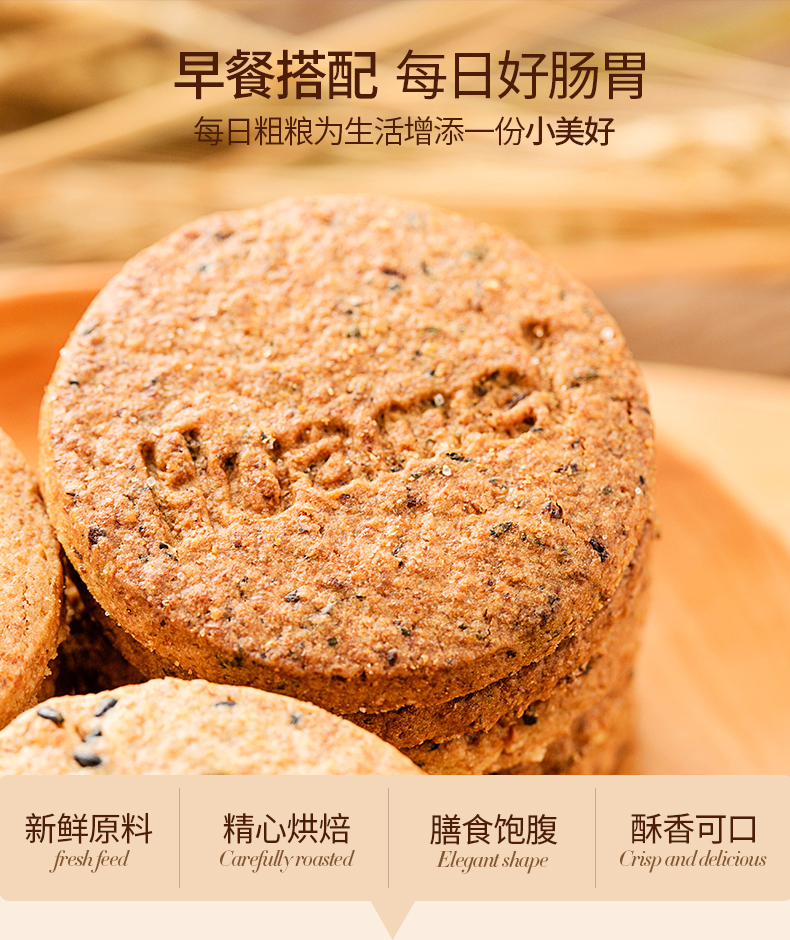 早餐搭配 每日好肠胃
每日粗粮为生活增添一份小美好
新鲜原料
fresh feed
精心烘焙
Carefully roasted
膳食饱腹
Elegant shape
酥香可口
Crisp and delicious